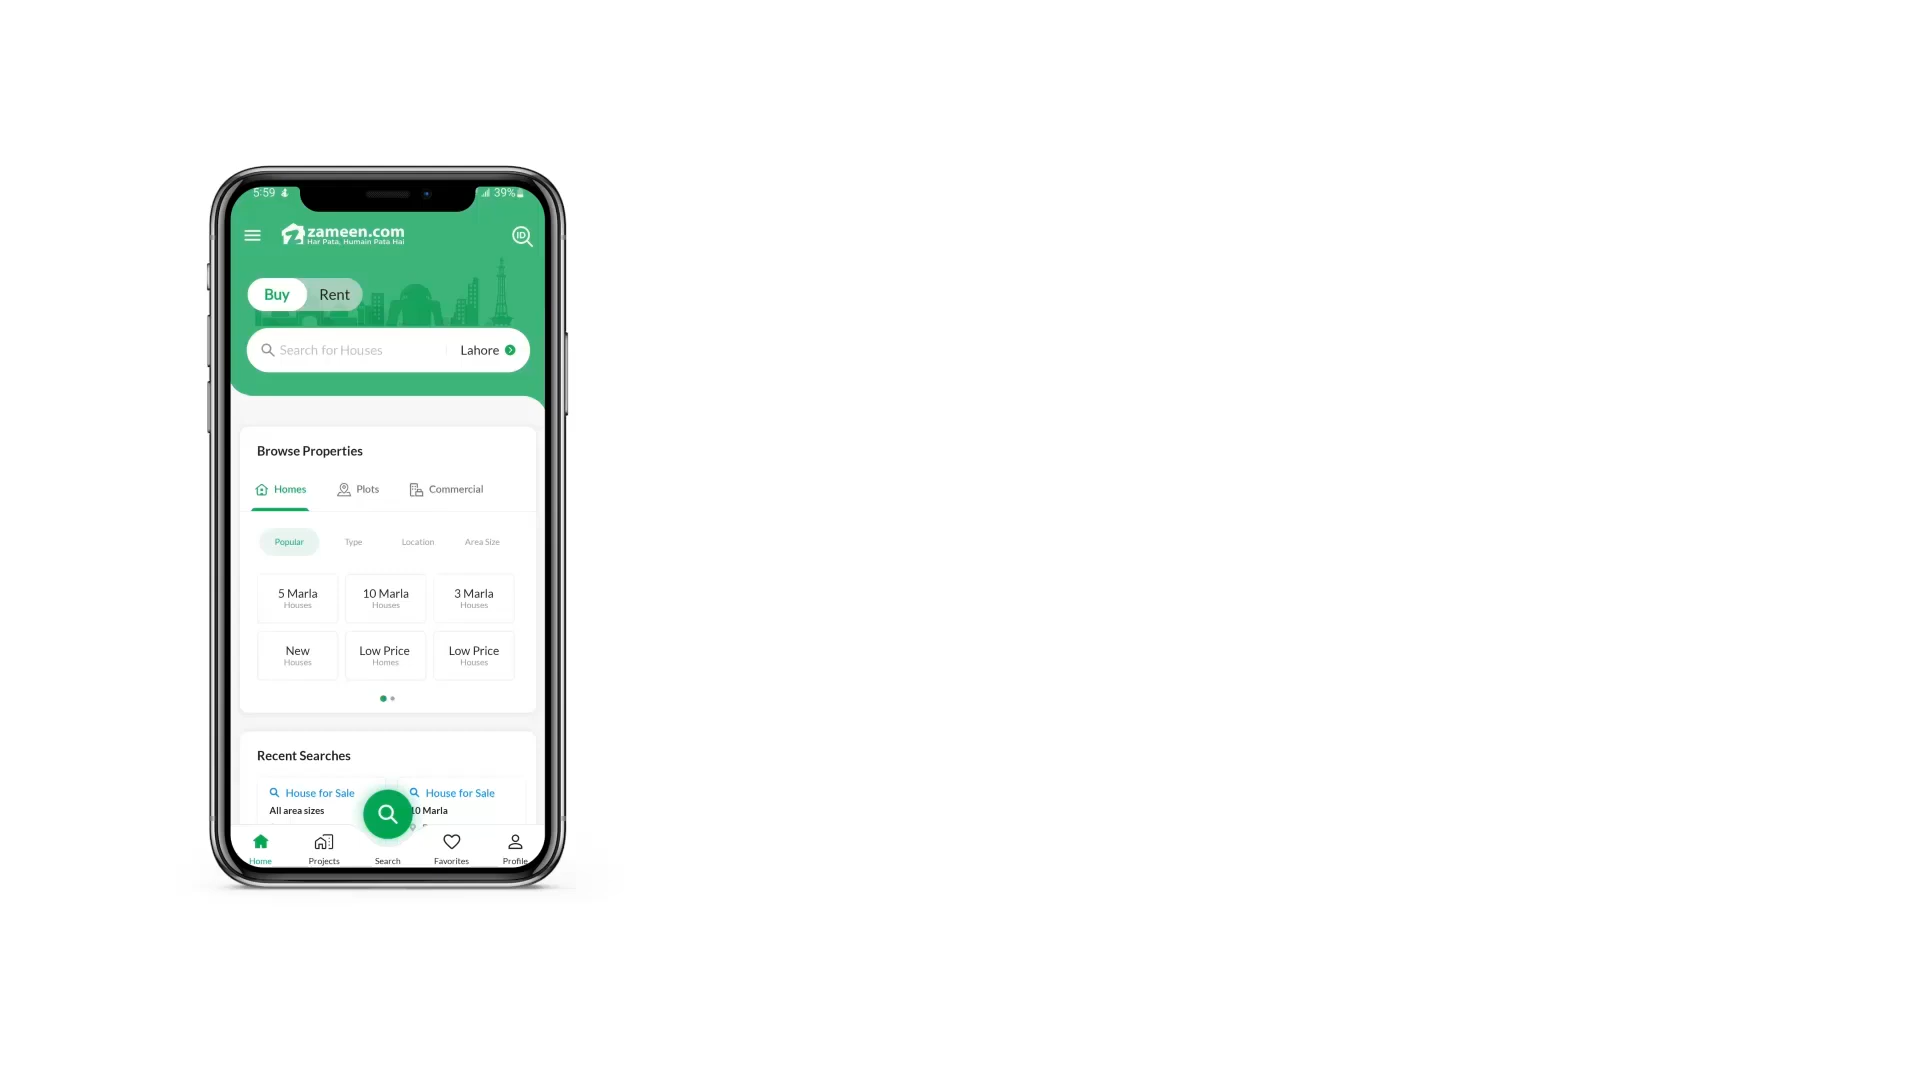 5:59
39%
zameen.com
Har Pata, Humain Pata Hai
ID
Buy Rent
Search for Houses Lahore
Browse Properties
Homes Plots Commercial
Popular Type Location Area Size
5 Marla 10 Marla 3 Marla
Houses Houses Houses
New Low Price Low Price
Houses Homes Houses
Recent Searches
House for Sale House for Sale
All area sizes 10 Marla
Home Projects Search Favorites Profile